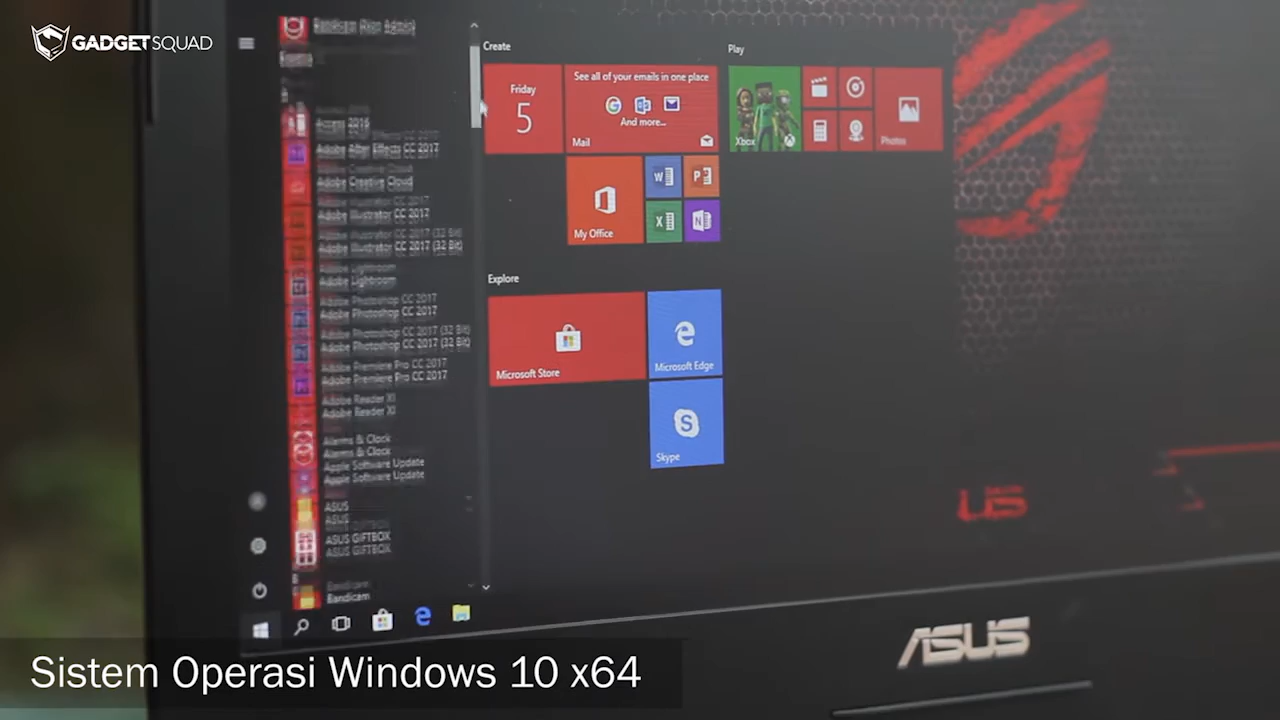 GADGETSQUAD
Bandisam (Run Admin)
Access 2016
Adobe After Effects CC 2017
Adobe Creative Cloud
Adobe Illustrator CC 2017
Adobe Illustrator CC 2017 (32 Bit)
Adobe Lightroom
Adobe Photoshop CC 2017
Adobe Photoshop CC 2017 (32 Bit)
Adobe Premiere Pro CC 2017
Adobe Reader XI
Alarms & Clock
Apple Software Update
ASUS
ASUS GIFTBOX
B
Bandicam
Create
Friday
5
See all of your emails in one place
And more...
Mail
My Office
Explore
Microsoft Store
Microsoft Edge
Skype
Play
Xbox
Photos
ASUS
Sistem Operasi Windows 10 x64